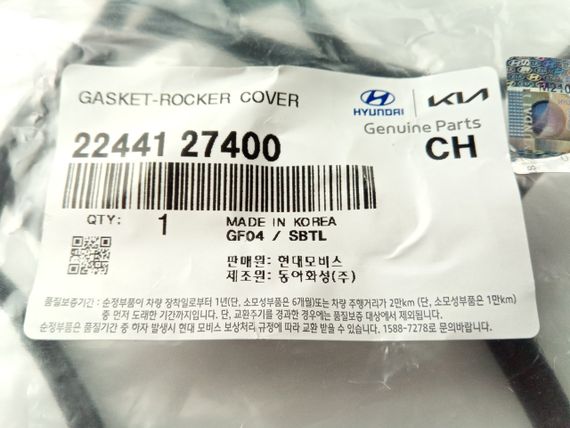 GASKET-ROCKER COVER
HYUNDAI KIA
Genuine Parts
22441 27400 CH
QTY: 1
MADE IN KOREA
GF04 / SBTL
판매원: 현대모비스
제조원: 동아화성(주)
품질보증기간 : 순정부품이 차량 장착일로부터 1년(단, 소모성부품은 6개월)또는 차량 주행거리가 2만km (단, 소모성부품은 1만km)
중 먼저 도래한 기간까지입니다. 단, 교환주기를 경과한 경우에는 품질보증 대상에서 제외됩니다.
순정부품은 품질기간 중 하자 발생시 현대 모비스 보상처리 규정에 따라 교환 받을 수 있습니다. 1588-7278로 문의바랍니다.